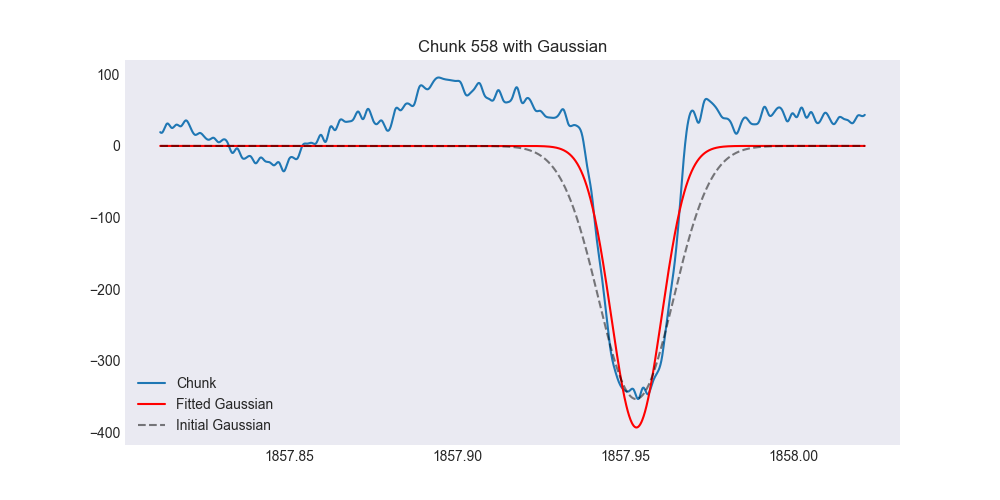 Chunk 558 with Gaussian
100
0
−100
−200
−300
−400
Chunk
Fitted Gaussian
Initial Gaussian
1857.85 1857.90 1857.95 1858.00